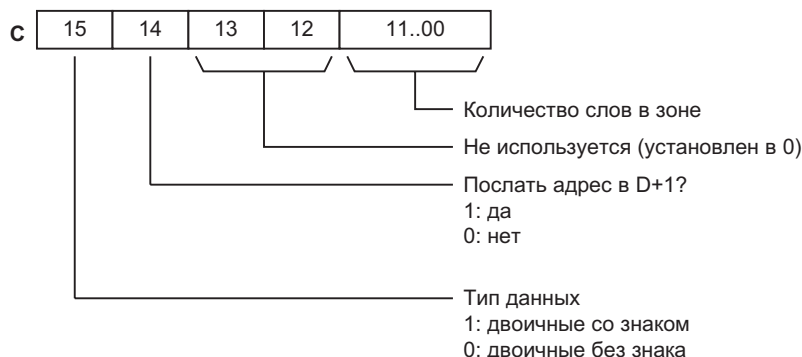 C 15 14 13 12 11..00
Количество слов в зоне
Не используется (установлен в 0)
Послать адрес в D+1?
1: да
0: нет
Тип данных
1: двоичные со знаком
0: двоичные без знака